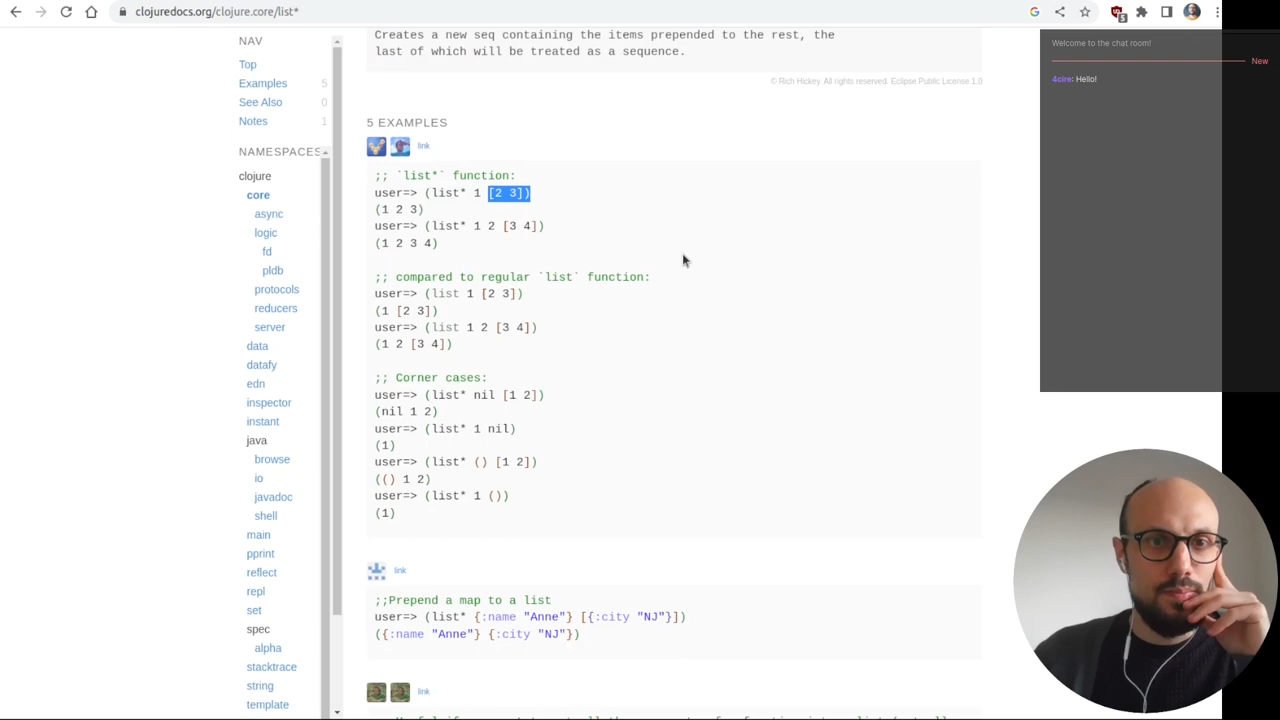 clojuredocs.org/clojure.core/list*
5
NAV
Top
Examples 5
See Also 0
Notes 1
NAMESPACES
clojure
core
async
logic
fd
pldb
protocols
reducers
server
data
datafy
edn
inspector
instant
java
browse
io
javadoc
shell
main
pprint
reflect
repl
set
spec
alpha
stacktrace
string
template
Creates a new seq containing the items prepended to the rest, the
last of which will be treated as a sequence.
© Rich Hickey. All rights reserved. Eclipse Public License 1.0
5 EXAMPLES
link
;; `list*` function:
user=> (list* 1 [2 3])
(1 2 3)
user=> (list* 1 2 [3 4])
(1 2 3 4)
;; compared to regular `list` function:
user=> (list 1 [2 3])
(1 [2 3])
user=> (list 1 2 [3 4])
(1 2 [3 4])
;; Corner cases:
user=> (list* nil [1 2])
(nil 1 2)
user=> (list* 1 nil)
(1)
user=> (list* () [1 2])
(() 1 2)
user=> (list* 1 ())
(1)
link
;;Prepend a map to a list
user=> (list* {:name "Anne"} [{:city "NJ"}])
({:name "Anne"} {:city "NJ"})
link
Welcome to the chat room!
New
4cire: Hello!